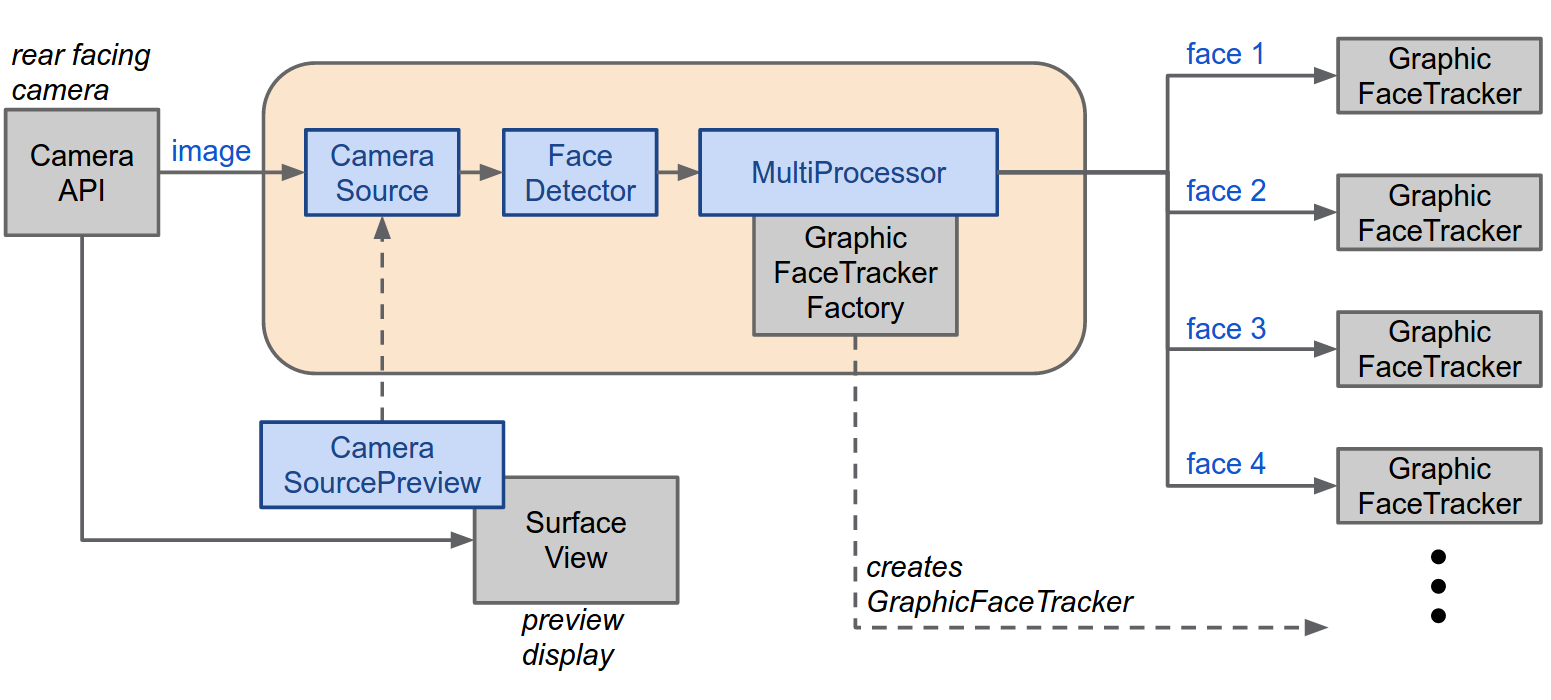 rear facing
camera
Camera
API
image
Camera
Source
Face
Detector
MultiProcessor
Graphic
FaceTracker
Factory
Camera
SourcePreview
Surface
View
preview
display
creates
GraphicFaceTracker
face 1
Graphic
FaceTracker
face 2
Graphic
FaceTracker
face 3
Graphic
FaceTracker
face 4
Graphic
FaceTracker